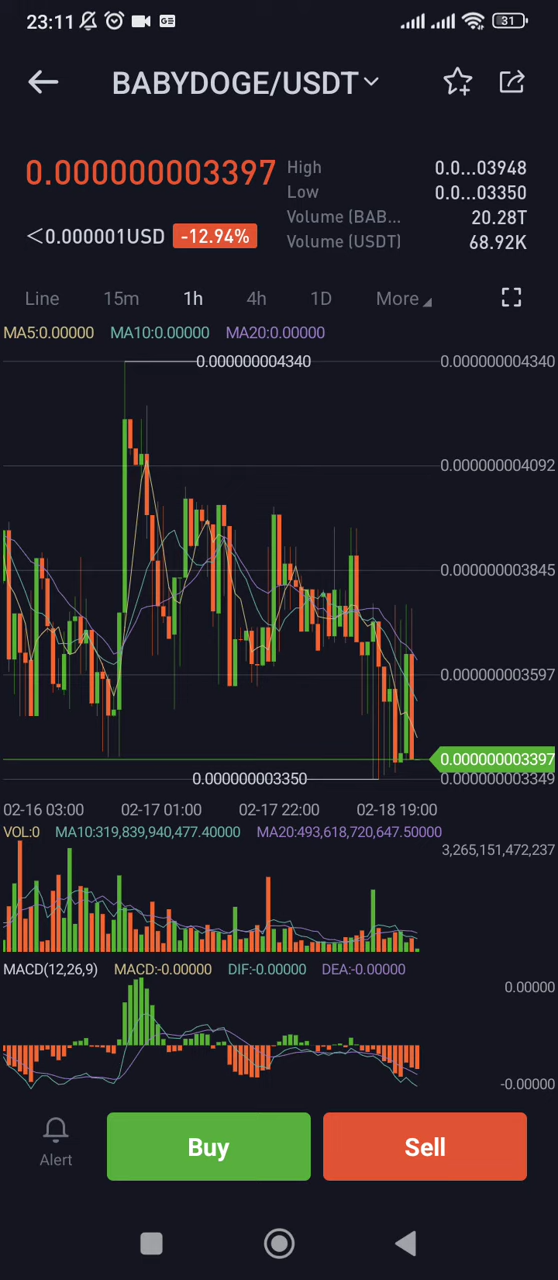 23:11 31
BABYDOGE/USDT
0.000000003397
High 0.0...03948
Low 0.0...03350
Volume (BAB... 20.28T
<0.000001USD -12.94%
Volume (USDT) 68.92K
Line 15m 1h 4h 1D More
MA5:0.00000 MA10:0.00000 MA20:0.00000
0.000000004340 0.000000004340
0.000000004092
0.000000003845
0.000000003597
0.000000003397
0.000000003350 0.000000003349
02-16 03:00 02-17 01:00 02-17 22:00 02-18 19:00
VOL:0 MA10:319,839,940,477.40000 MA20:493,618,720,647.50000
3,265,151,472,237
MACD(12,26,9) MACD:-0.00000 DIF:-0.00000 DEA:-0.00000
0.00000
-0.00000
Alert Buy Sell